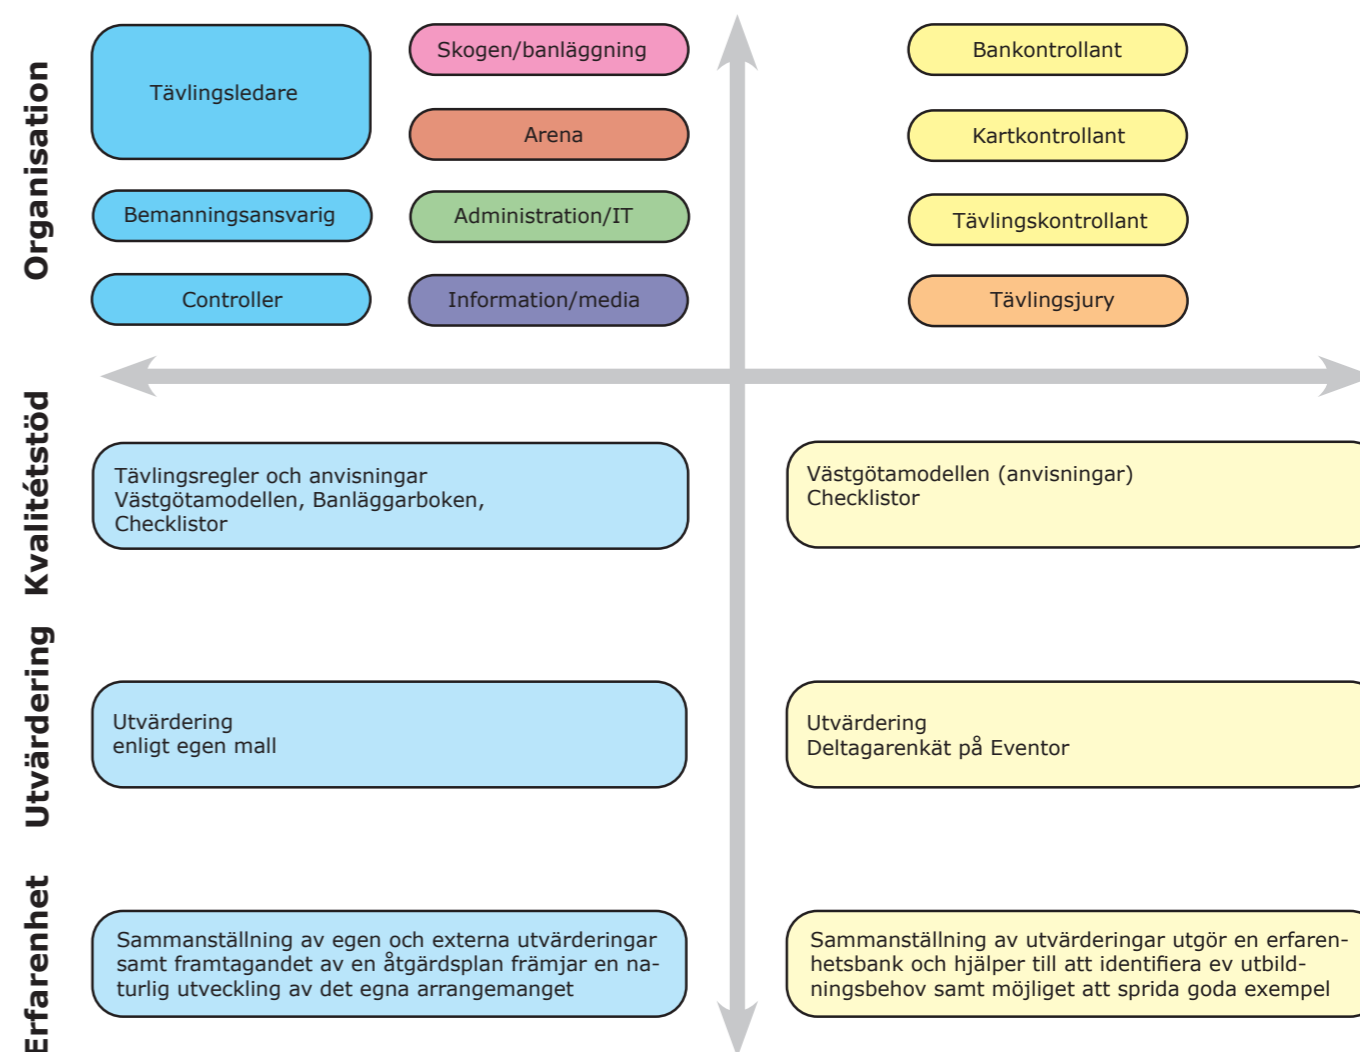 Organisation
Tävlingsledare
Bemanningsansvarig
Controller
Skogen/banläggning
Arena
Administration/IT
Information/media
Bankontrollant
Kartkontrollant
Tävlingskontrollant
Tävlingsjury
Kvalitétstöd
Tävlingsregler och anvisningar
Västgötamodellen, Banläggarboken,
Checklistor
Västgötamodellen (anvisningar)
Checklistor
Utvärdering
Utvärdering
enligt egen mall
Utvärdering
Deltagarenkät på Eventor
Erfarenhet
Sammanställning av egen och externa utvärderingar
samt framtagandet av en åtgärdsplan främjar en na-
turlig utveckling av det egna arrangemanget
Sammanställning av utvärderingar utgör en erfaren-
hetsbank och hjälper till att identifiera ev utbild-
ningsbehov samt möjliget att sprida goda exempel